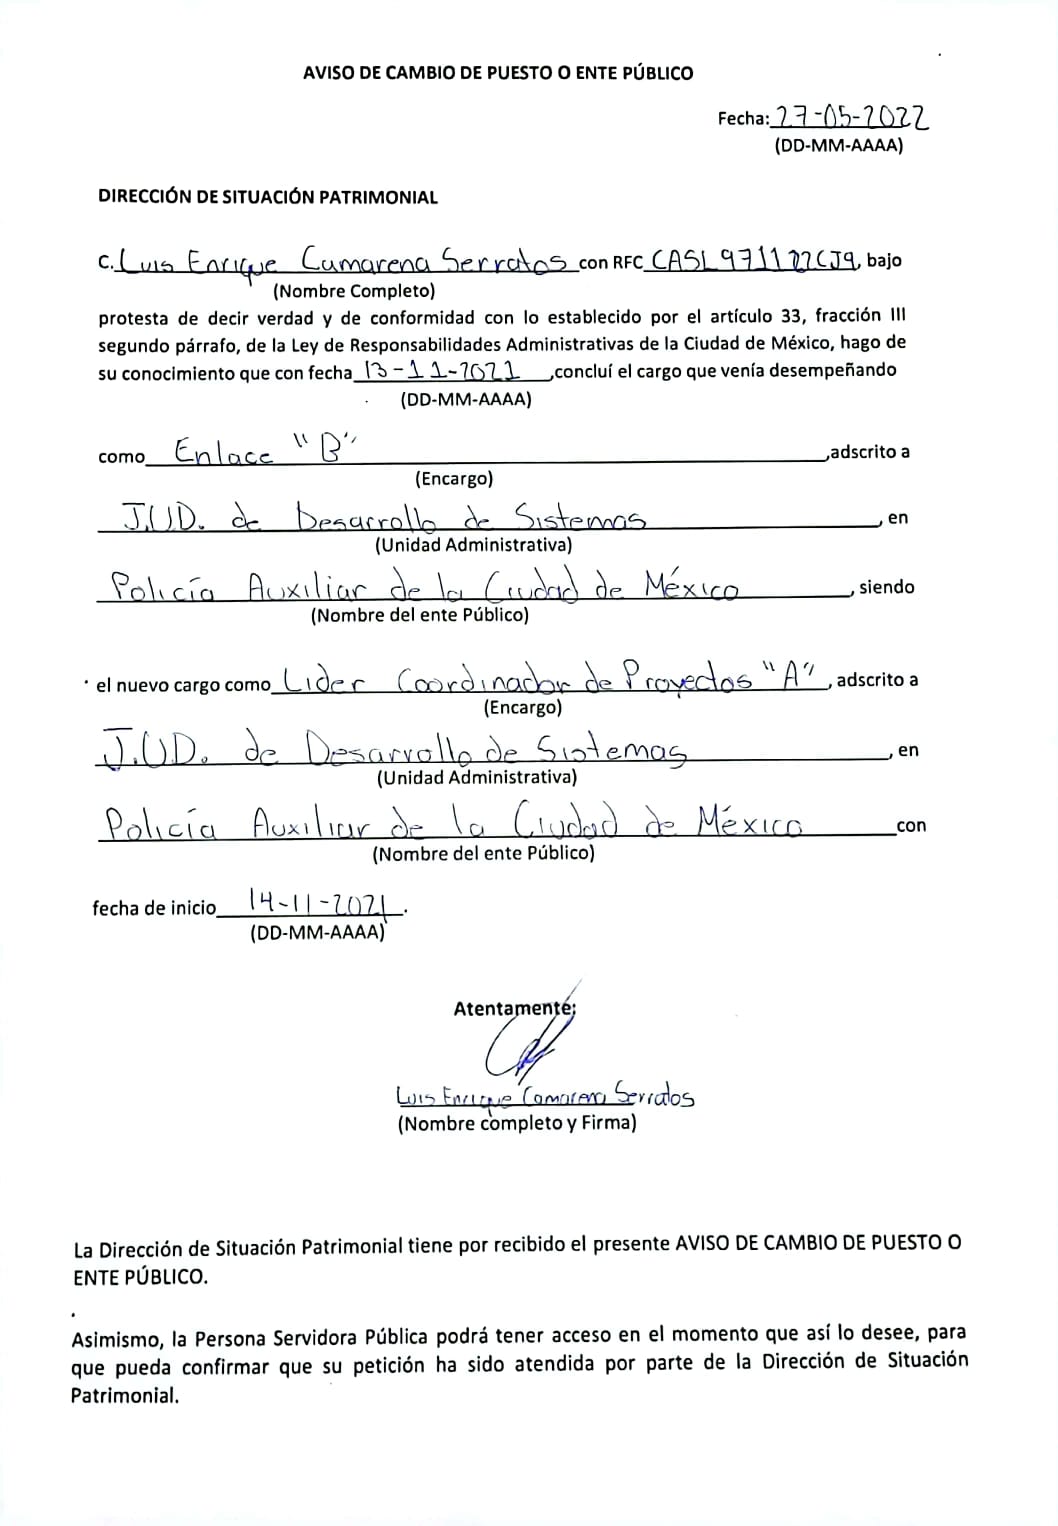 AVISO DE CAMBIO DE PUESTO O ENTE PÚBLICO
Fecha: 27-05-2022
(DD-MM-AAAA)
DIRECCIÓN DE SITUACIÓN PATRIMONIAL
C. Luis Enrique Camarena Serratos con RFC CASL971122CJ9, bajo
(Nombre Completo)
protesta de decir verdad y de conformidad con lo establecido por el artículo 33, fracción III
segundo párrafo, de la Ley de Responsabilidades Administrativas de la Ciudad de México, hago de
su conocimiento que con fecha 13-11-2021 ,concluí el cargo que venía desempeñando
(DD-MM-AAAA)
como Enlace "B" ,adscrito a
(Encargo)
J.U.D. de Desarrollo de Sistemas , en
(Unidad Administrativa)
Policía Auxiliar de la Ciudad de México , siendo
(Nombre del ente Público)
el nuevo cargo como Lider Coordinador de Proyectos "A" , adscrito a
(Encargo)
J.U.D. de Desarrollo de Sistemas , en
(Unidad Administrativa)
Policía Auxiliar de la Ciudad de México con
(Nombre del ente Público)
fecha de inicio 14-11-2021.
(DD-MM-AAAA)
Atentamente;
Luis Enrique Camarena Serratos
(Nombre completo y Firma)
La Dirección de Situación Patrimonial tiene por recibido el presente AVISO DE CAMBIO DE PUESTO O
ENTE PÚBLICO.
Asimismo, la Persona Servidora Pública podrá tener acceso en el momento que así lo desee, para
que pueda confirmar que su petición ha sido atendida por parte de la Dirección de Situación
Patrimonial.